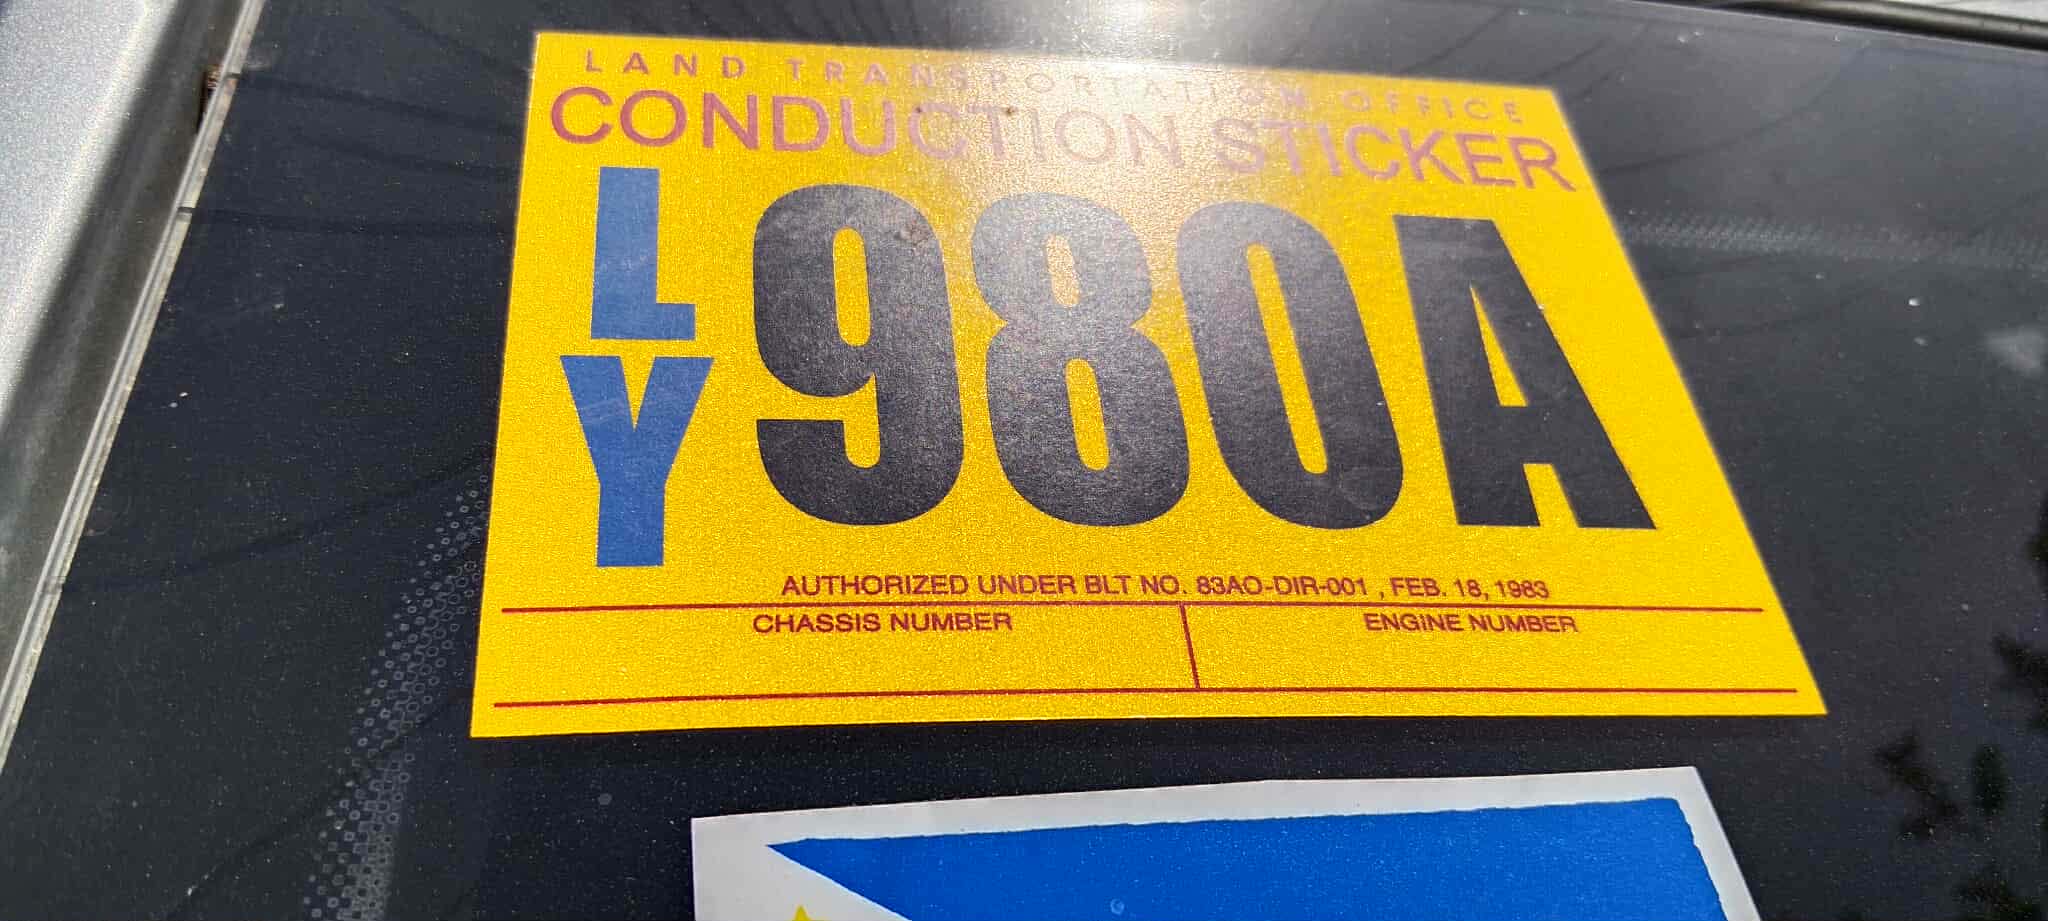 LAND TRANSPORTATION OFFICE
CONDUCTION STICKER
LY 980A
AUTHORIZED UNDER BLT NO. 83AO-DIR-001 , FEB. 18, 1983
CHASSIS NUMBER ENGINE NUMBER